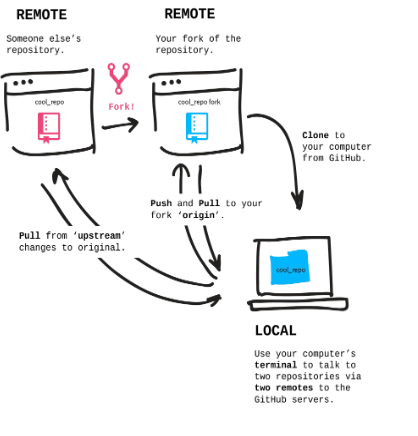 REMOTE
Someone else's
repository.
REMOTE
Your fork of the
repository.
cool_repo
Fork!
cool_repo fork
Clone to
your computer
from GitHub.
Push and Pull to your
fork 'origin'.
Pull from 'upstream'
changes to original.
cool_repo
LOCAL
Use your computer's
terminal to talk to
two repositories via
two remotes to the
GitHub servers.